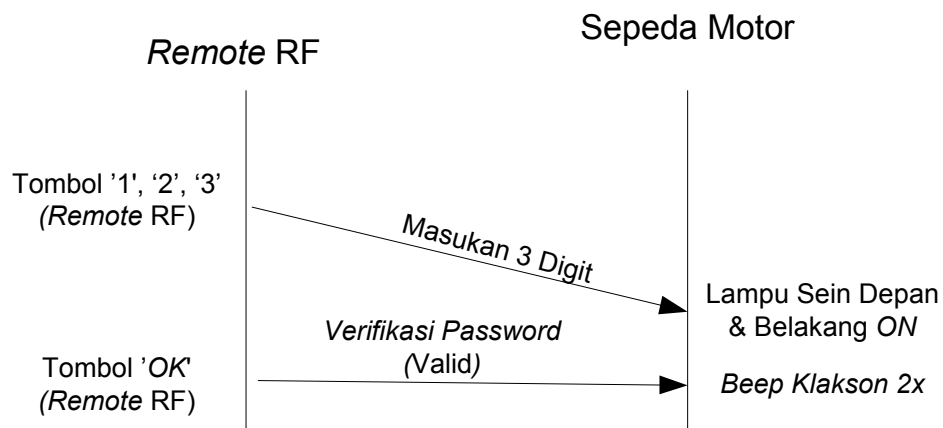 Remote RF
Sepeda Motor
Tombol '1', ‘2’, ‘3’
(Remote RF)
Masukan 3 Digit
Lampu Sein Depan
& Belakang ON
Verifikasi Password
(Valid)
Tombol ’OK'
(Remote RF)
Beep Klakson 2x